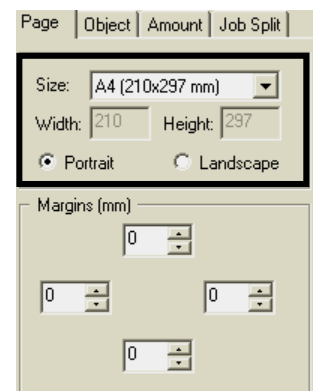 Page Object Amount Job Split
Size: A4 (210x297 mm)
Width: 210 Height: 297
Portrait Landscape
Margins (mm)
0
0 0
0